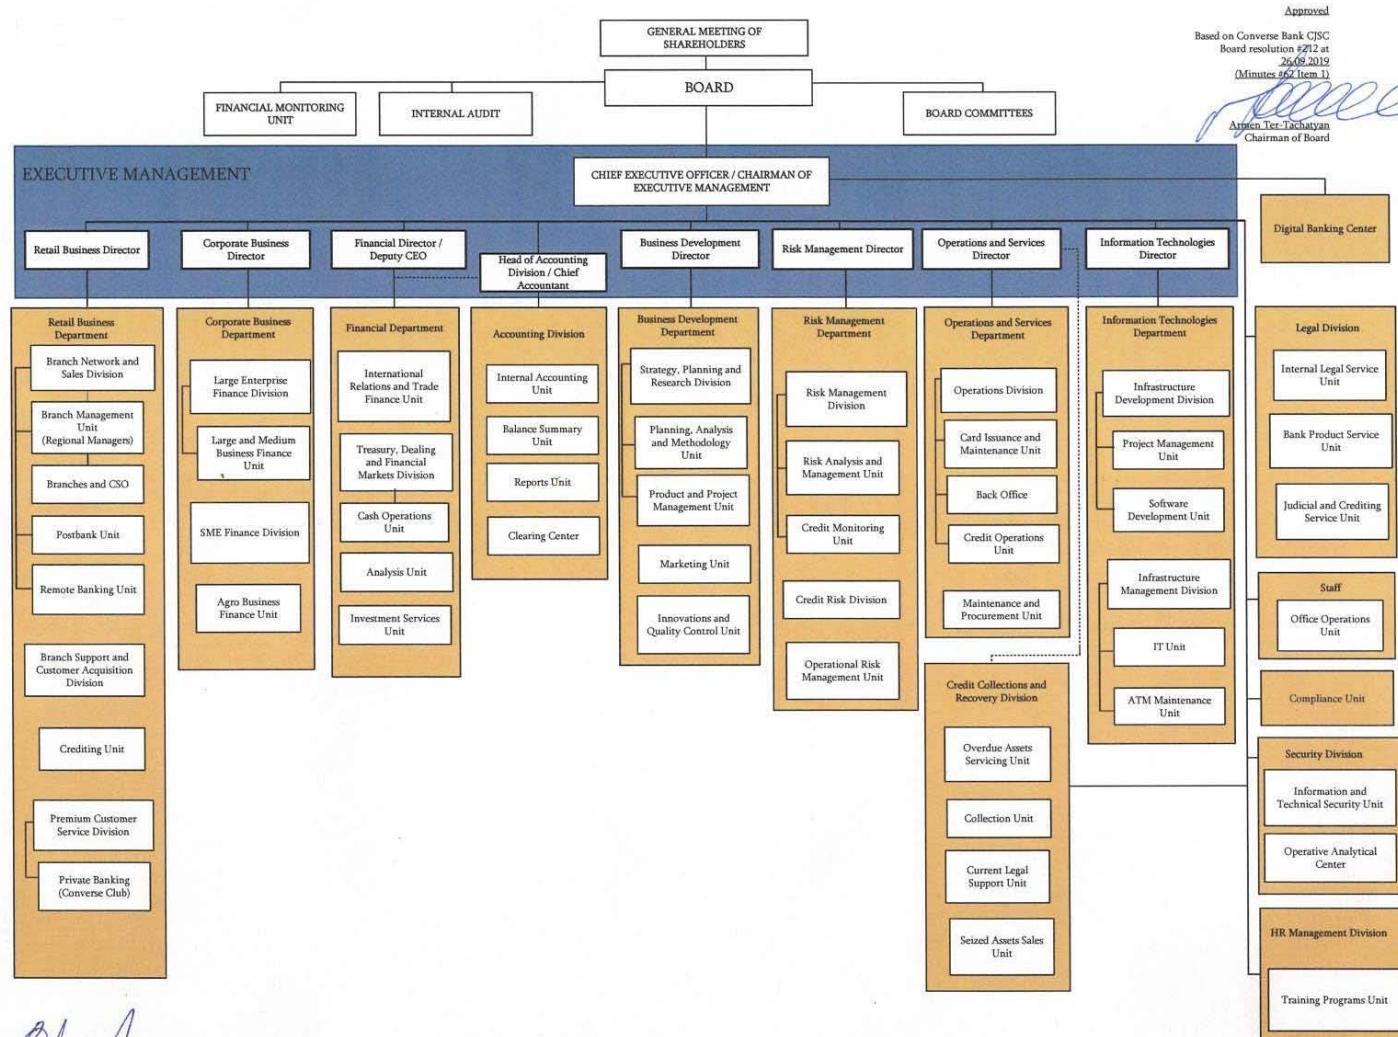 Approved
Based on Converse Bank CJSC
Board resolution #212 at
26.09.2019
(Minutes #62 Item 1)
Armen Ter-Tachatyan
Chairman of Board
GENERAL MEETING OF
SHAREHOLDERS
BOARD
FINANCIAL MONITORING
UNIT
INTERNAL AUDIT
BOARD COMMITTEES
EXECUTIVE MANAGEMENT
CHIEF EXECUTIVE OFFICER / CHAIRMAN OF
EXECUTIVE MANAGEMENT
Digital Banking Center
Retail Business Director
Corporate Business
Director
Financial Director /
Deputy CEO
Head of Accounting
Division / Chief
Accountant
Business Development
Director
Risk Management Director
Operations and Services
Director
Information Technologies
Director
Retail Business
Department
Branch Network and
Sales Division
Branch Management
Unit
(Regional Managers)
Branches and CSO
Postbank Unit
Remote Banking Unit
Branch Support and
Customer Acquisition
Division
Crediting Unit
Premium Customer
Service Division
Private Banking
(Converse Club)
Corporate Business
Department
Large Enterprise
Finance Division
Large and Medium
Business Finance
Unit
SME Finance Division
Agro Business
Finance Unit
Financial Department
International
Relations and Trade
Finance Unit
Treasury, Dealing
and Financial
Markets Division
Cash Operations
Unit
Analysis Unit
Investment Services
Unit
Accounting Division
Internal Accounting
Unit
Balance Summary
Unit
Reports Unit
Clearing Center
Business Development
Department
Strategy, Planning and
Research Division
Planning, Analysis
and Methodology
Unit
Product and Project
Management Unit
Marketing Unit
Innovations and
Quality Control Unit
Risk Management
Department
Risk Management
Division
Risk Analysis and
Management Unit
Credit Monitoring
Unit
Credit Risk Division
Operational Risk
Management Unit
Operations and Services
Department
Operations Division
Card Issuance and
Maintenance Unit
Back Office
Credit Operations
Unit
Maintenance and
Procurement Unit
Credit Collections and
Recovery Division
Overdue Assets
Servicing Unit
Collection Unit
Current Legal
Support Unit
Seized Assets Sales
Unit
Information Technologies
Department
Infrastructure
Development Division
Project Management
Unit
Software
Development Unit
Infrastructure
Management Division
IT Unit
ATM Maintenance
Unit
Legal Division
Internal Legal Service
Unit
Bank Product Service
Unit
Judicial and Crediting
Service Unit
Staff
Office Operations
Unit
Compliance Unit
Security Division
Information and
Technical Security Unit
Operative Analytical
Center
HR Management Division
Training Programs Unit